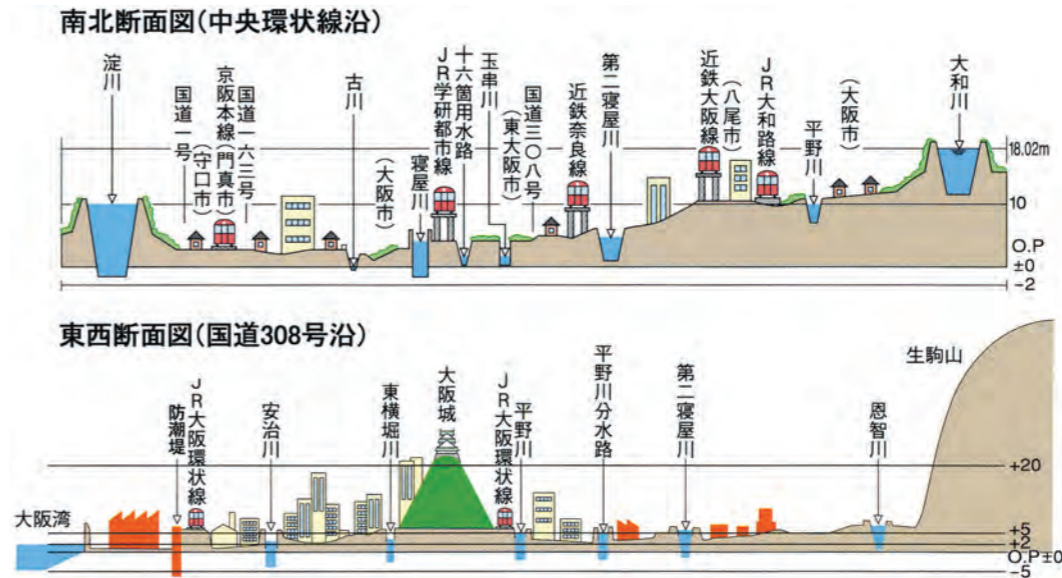 南北断面図(中央環状線沿)
淀川
国道一号
(守口市)
京阪本線
(門真市)
国道一六三号
古川
(大阪市)
寝屋川
JR学研都市線
十六箇用水路
玉串川
(東大阪市)
国道三〇八号
近鉄奈良線
第二寝屋川
近鉄大阪線
(八尾市)
JR大和路線
平野川
(大阪市)
大和川
18.02m
10
O.P
±0
-2
東西断面図(国道308号沿)
大阪湾
防潮堤
JR大阪環状線
安治川
東横堀川
大阪城
JR大阪環状線
平野川
平野川分水路
第二寝屋川
恩智川
生駒山
+20
+5
+2
O.P±0
-5